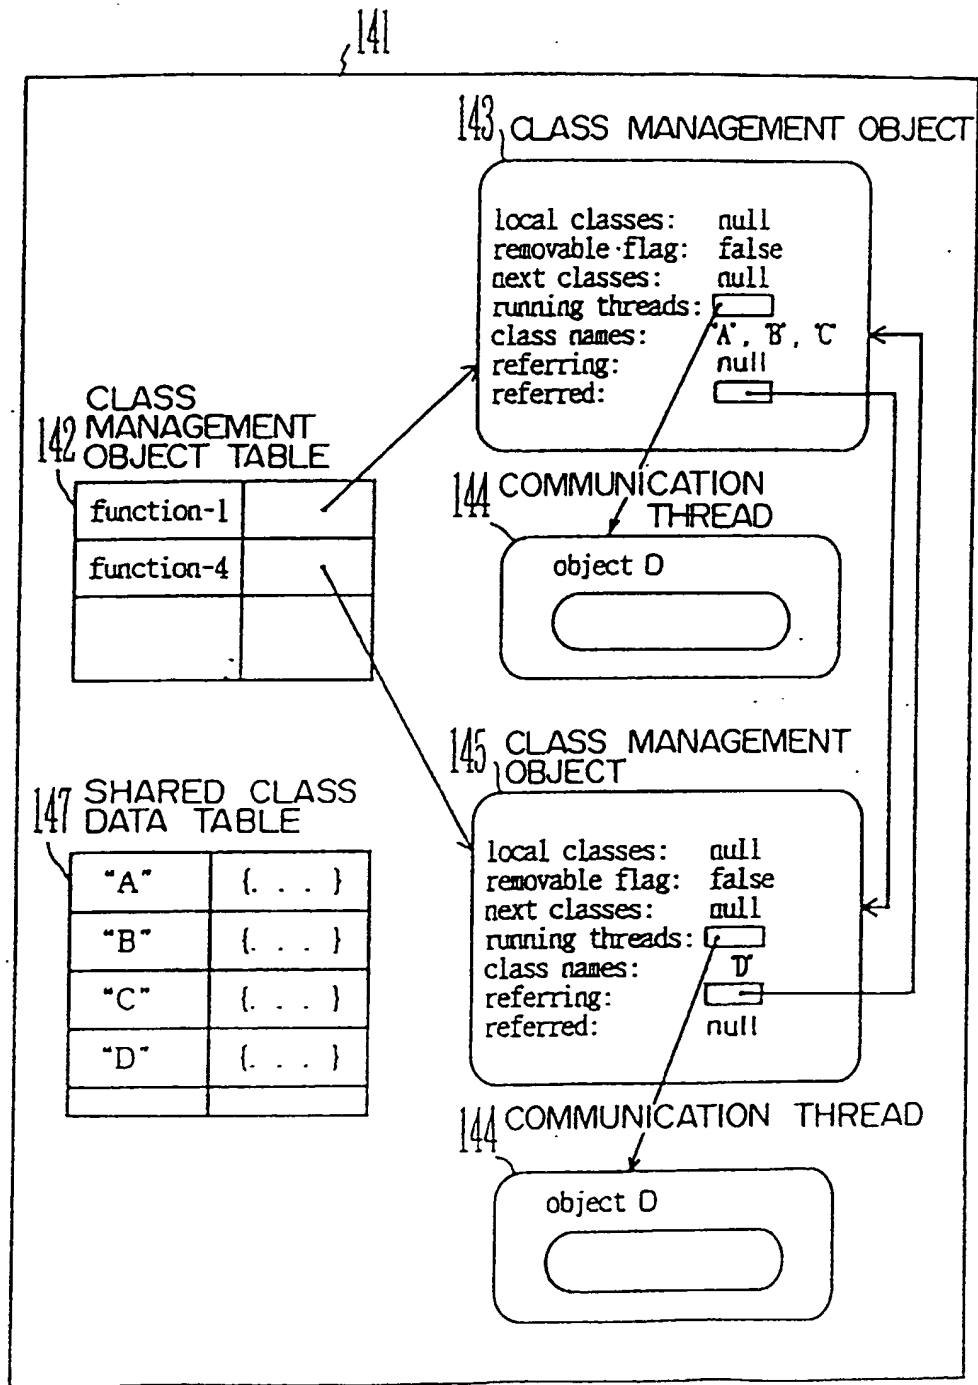 141
143 CLASS MANAGEMENT OBJECT
local classes: null
removable flag: false
next classes: null
running threads:
class names: "A", "B", "C"
referring: null
referred:
CLASS
MANAGEMENT
142 OBJECT TABLE
function-1
function-4
144 COMMUNICATION
THREAD
object D
145 CLASS MANAGEMENT
OBJECT
local classes: null
removable flag: false
next classes: null
running threads:
class names: "D"
referring:
referred: null
147 SHARED CLASS
DATA TABLE
"A" {. . . }
"B" {. . . }
"C" {. . . }
"D" {. . . }
144 COMMUNICATION THREAD
object D